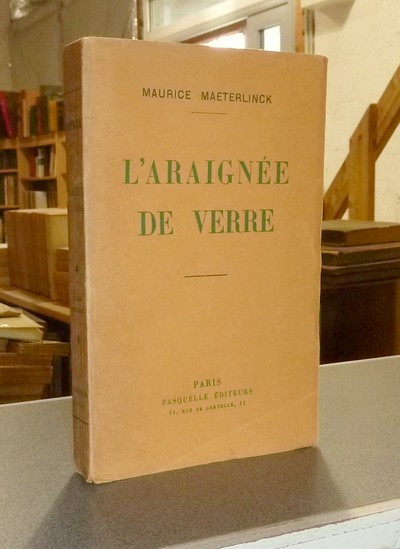 MAURICE MAETERLINCK
L'ARAIGNÉE
DE VERRE
PARIS
FASQUELLE ÉDITEURS
11, RUE DE GRENELLE, 11